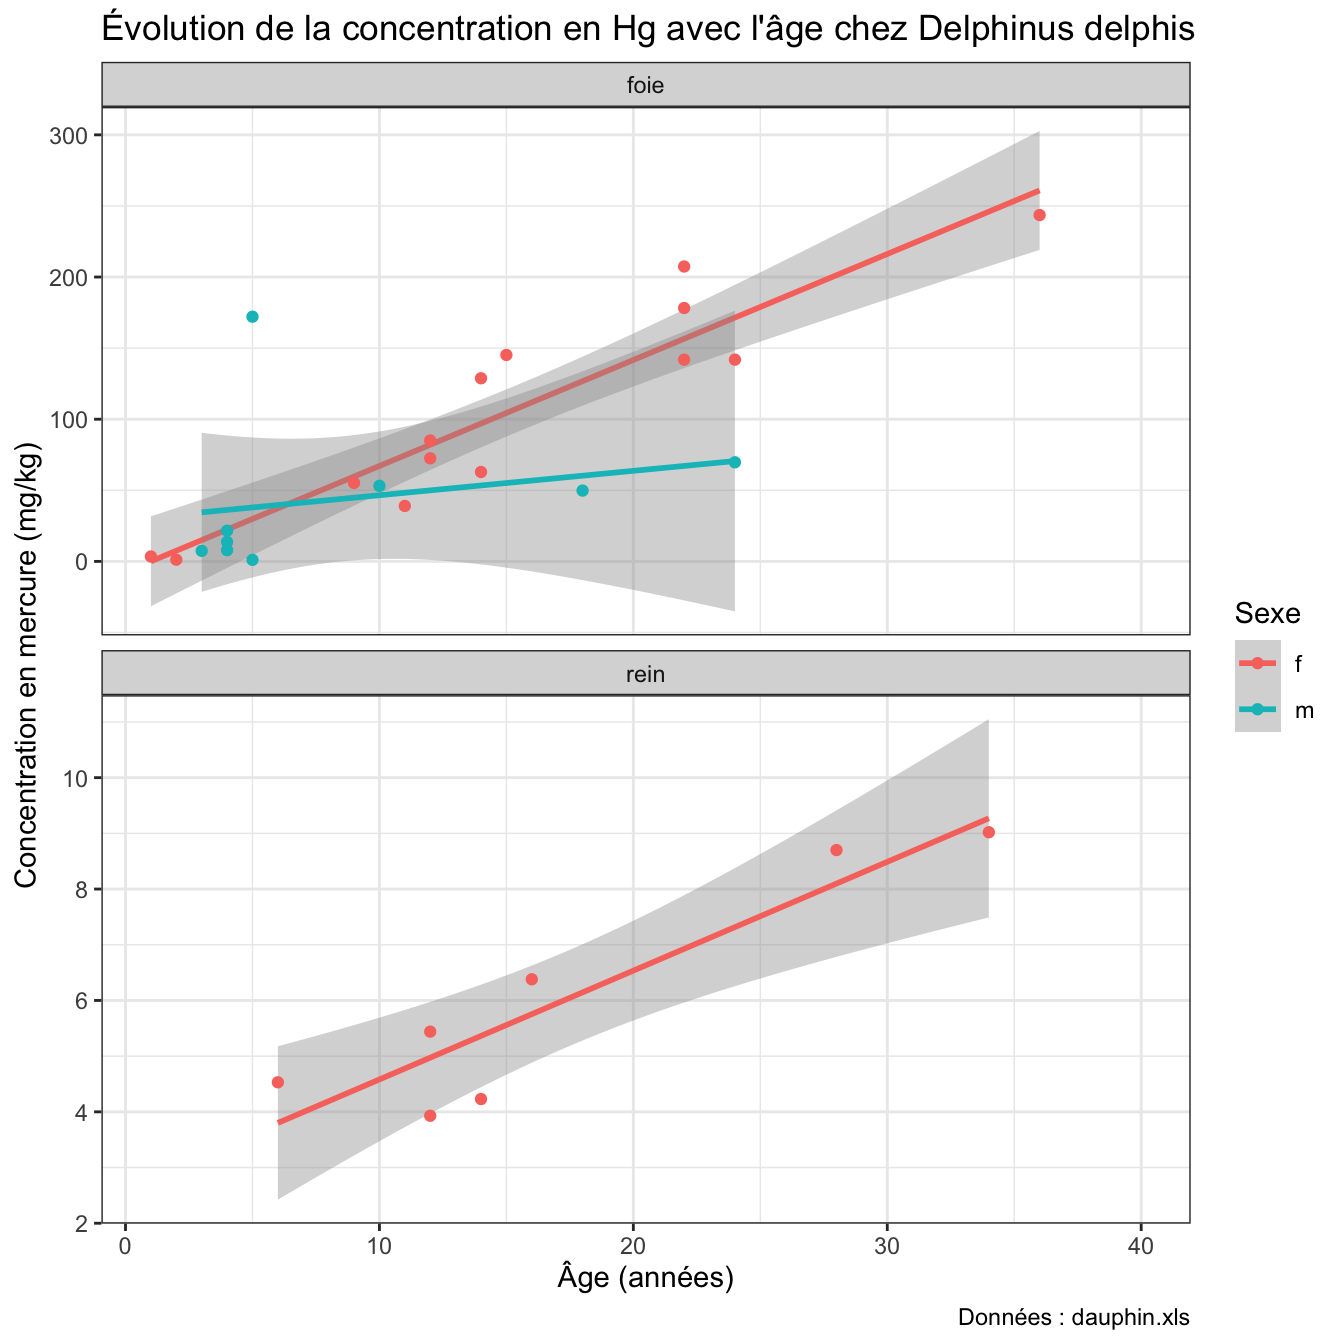 Évolution de la concentration en Hg avec l'âge chez Delphinus delphis
foie
300
200
100
0
Concentration en mercure (mg/kg)
rein
10
8
6
4
2
0 10 20 30 40
Âge (années)
Sexe
f
m
Données : dauphin.xls